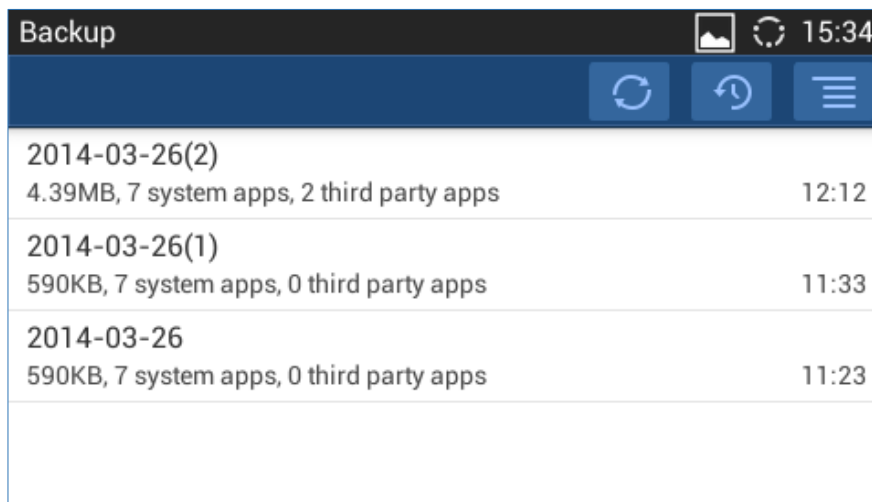 Backup 15:34
2014-03-26(2)
4.39MB, 7 system apps, 2 third party apps 12:12
2014-03-26(1)
590KB, 7 system apps, 0 third party apps 11:33
2014-03-26
590KB, 7 system apps, 0 third party apps 11:23